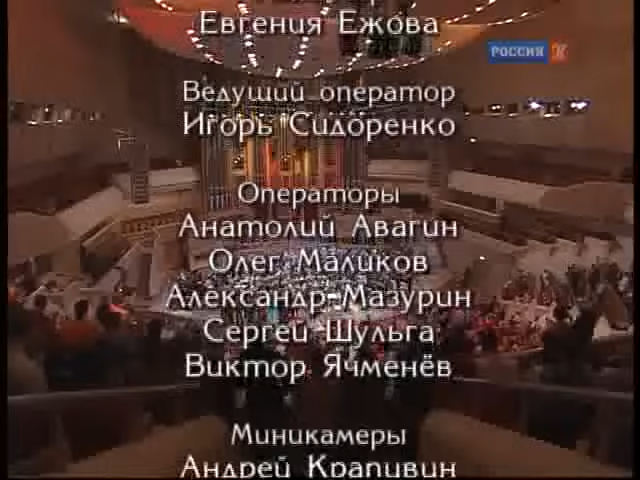 Евгения Ежова
РОССИЯ К
Ведущий оператор
Игорь Сидоренко
Операторы
Анатолий Авагин
Олег Маликов
Александр Мазурин
Сергей Шульга
Виктор Ячменёв
Миникамеры
Андрей Крапивин